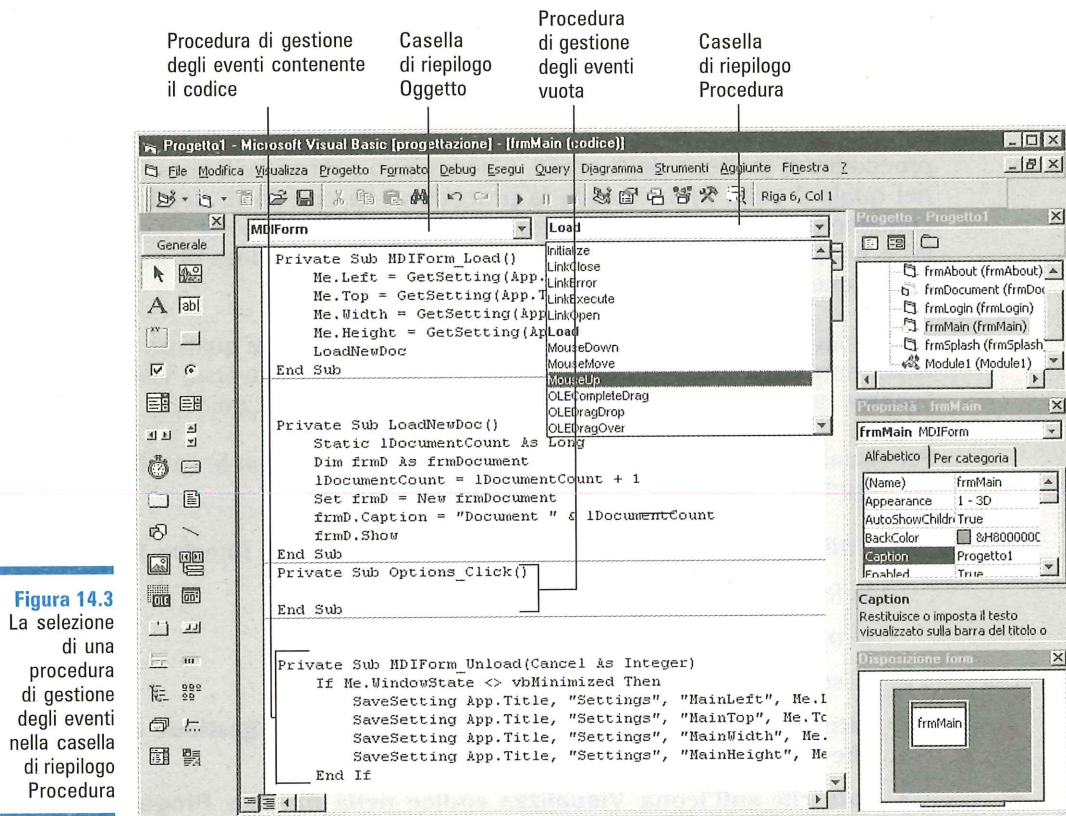 Procedura di gestione
degli eventi contenente
il codice
Casella
di riepilogo
Oggetto
Procedura
di gestione
degli eventi
vuota
Casella
di riepilogo
Procedura
Progetto1 - Microsoft Visual Basic [progettazione] - [frmMain (codice)]
File Modifica Visualizza Progetto Formato Debug Esegui Query Diagramma Strumenti Aggiunte Finestra ?
Riga 6, Col 1
Generale
MDIForm
Load
Private Sub MDIForm_Load()
Me.Left = GetSetting(App.
Me.Top = GetSetting(App.T
Me.Width = GetSetting(App
Me.Height = GetSetting(Ap
LoadNewDoc
End Sub
Initialize
LinkClose
LinkError
LinkExecute
LinkOpen
Load
MouseDown
MouseMove
MouseUp
OLECompleteDrag
OLEDragDrop
OLEDragOver
Private Sub LoadNewDoc()
Static lDocumentCount As Long
Dim frmD As frmDocument
lDocumentCount = lDocumentCount + 1
Set frmD = New frmDocument
frmD.Caption = "Document " & lDocumentCount
frmD.Show
End Sub
Private Sub Options_Click()
End Sub
Private Sub MDIForm_Unload(Cancel As Integer)
If Me.WindowState <> vbMinimized Then
SaveSetting App.Title, "Settings", "MainLeft", Me.L
SaveSetting App.Title, "Settings", "MainTop", Me.To
SaveSetting App.Title, "Settings", "MainWidth", Me.
SaveSetting App.Title, "Settings", "MainHeight", Me
End If
Progetto - Progetto1
frmAbout (frmAbout)
frmDocument (frmDoc
frmLogin (frmLogin)
frmMain (frmMain)
frmSplash (frmSplash
Module1 (Module1)
Proprietà - frmMain
frmMain MDIForm
Alfabetico Per categoria
(Name) frmMain
Appearance 1 - 3D
AutoShowChildr True
BackColor &H8000000C
Caption Progetto1
Enabled True
Caption
Restituisce o imposta il testo
visualizzato sulla barra del titolo o
Disposizione form
frmMain
Figura 14.3
La selezione
di una
procedura
di gestione
degli eventi
nella casella
di riepilogo
Procedura